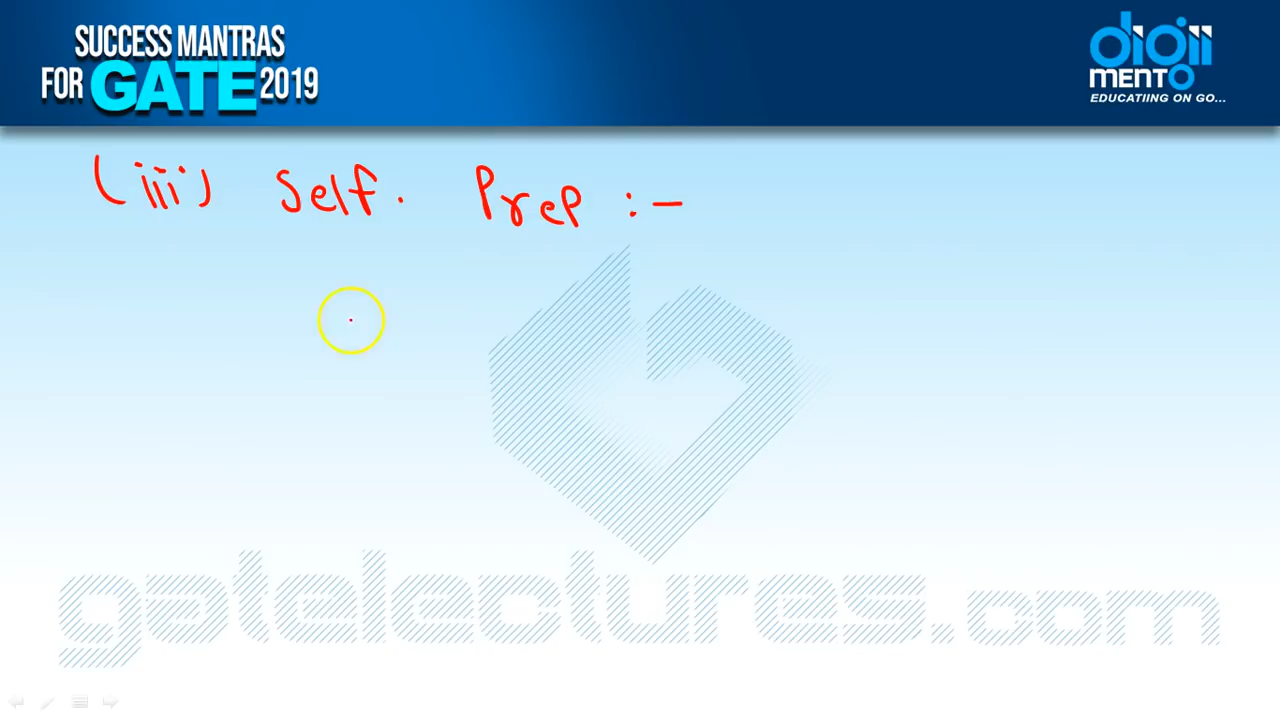 SUCCESS MANTRAS
FOR GATE 2019
digii
MENTO
EDUCATIING ON GO...
(iii) Self. Prep :-
gatelectures.com